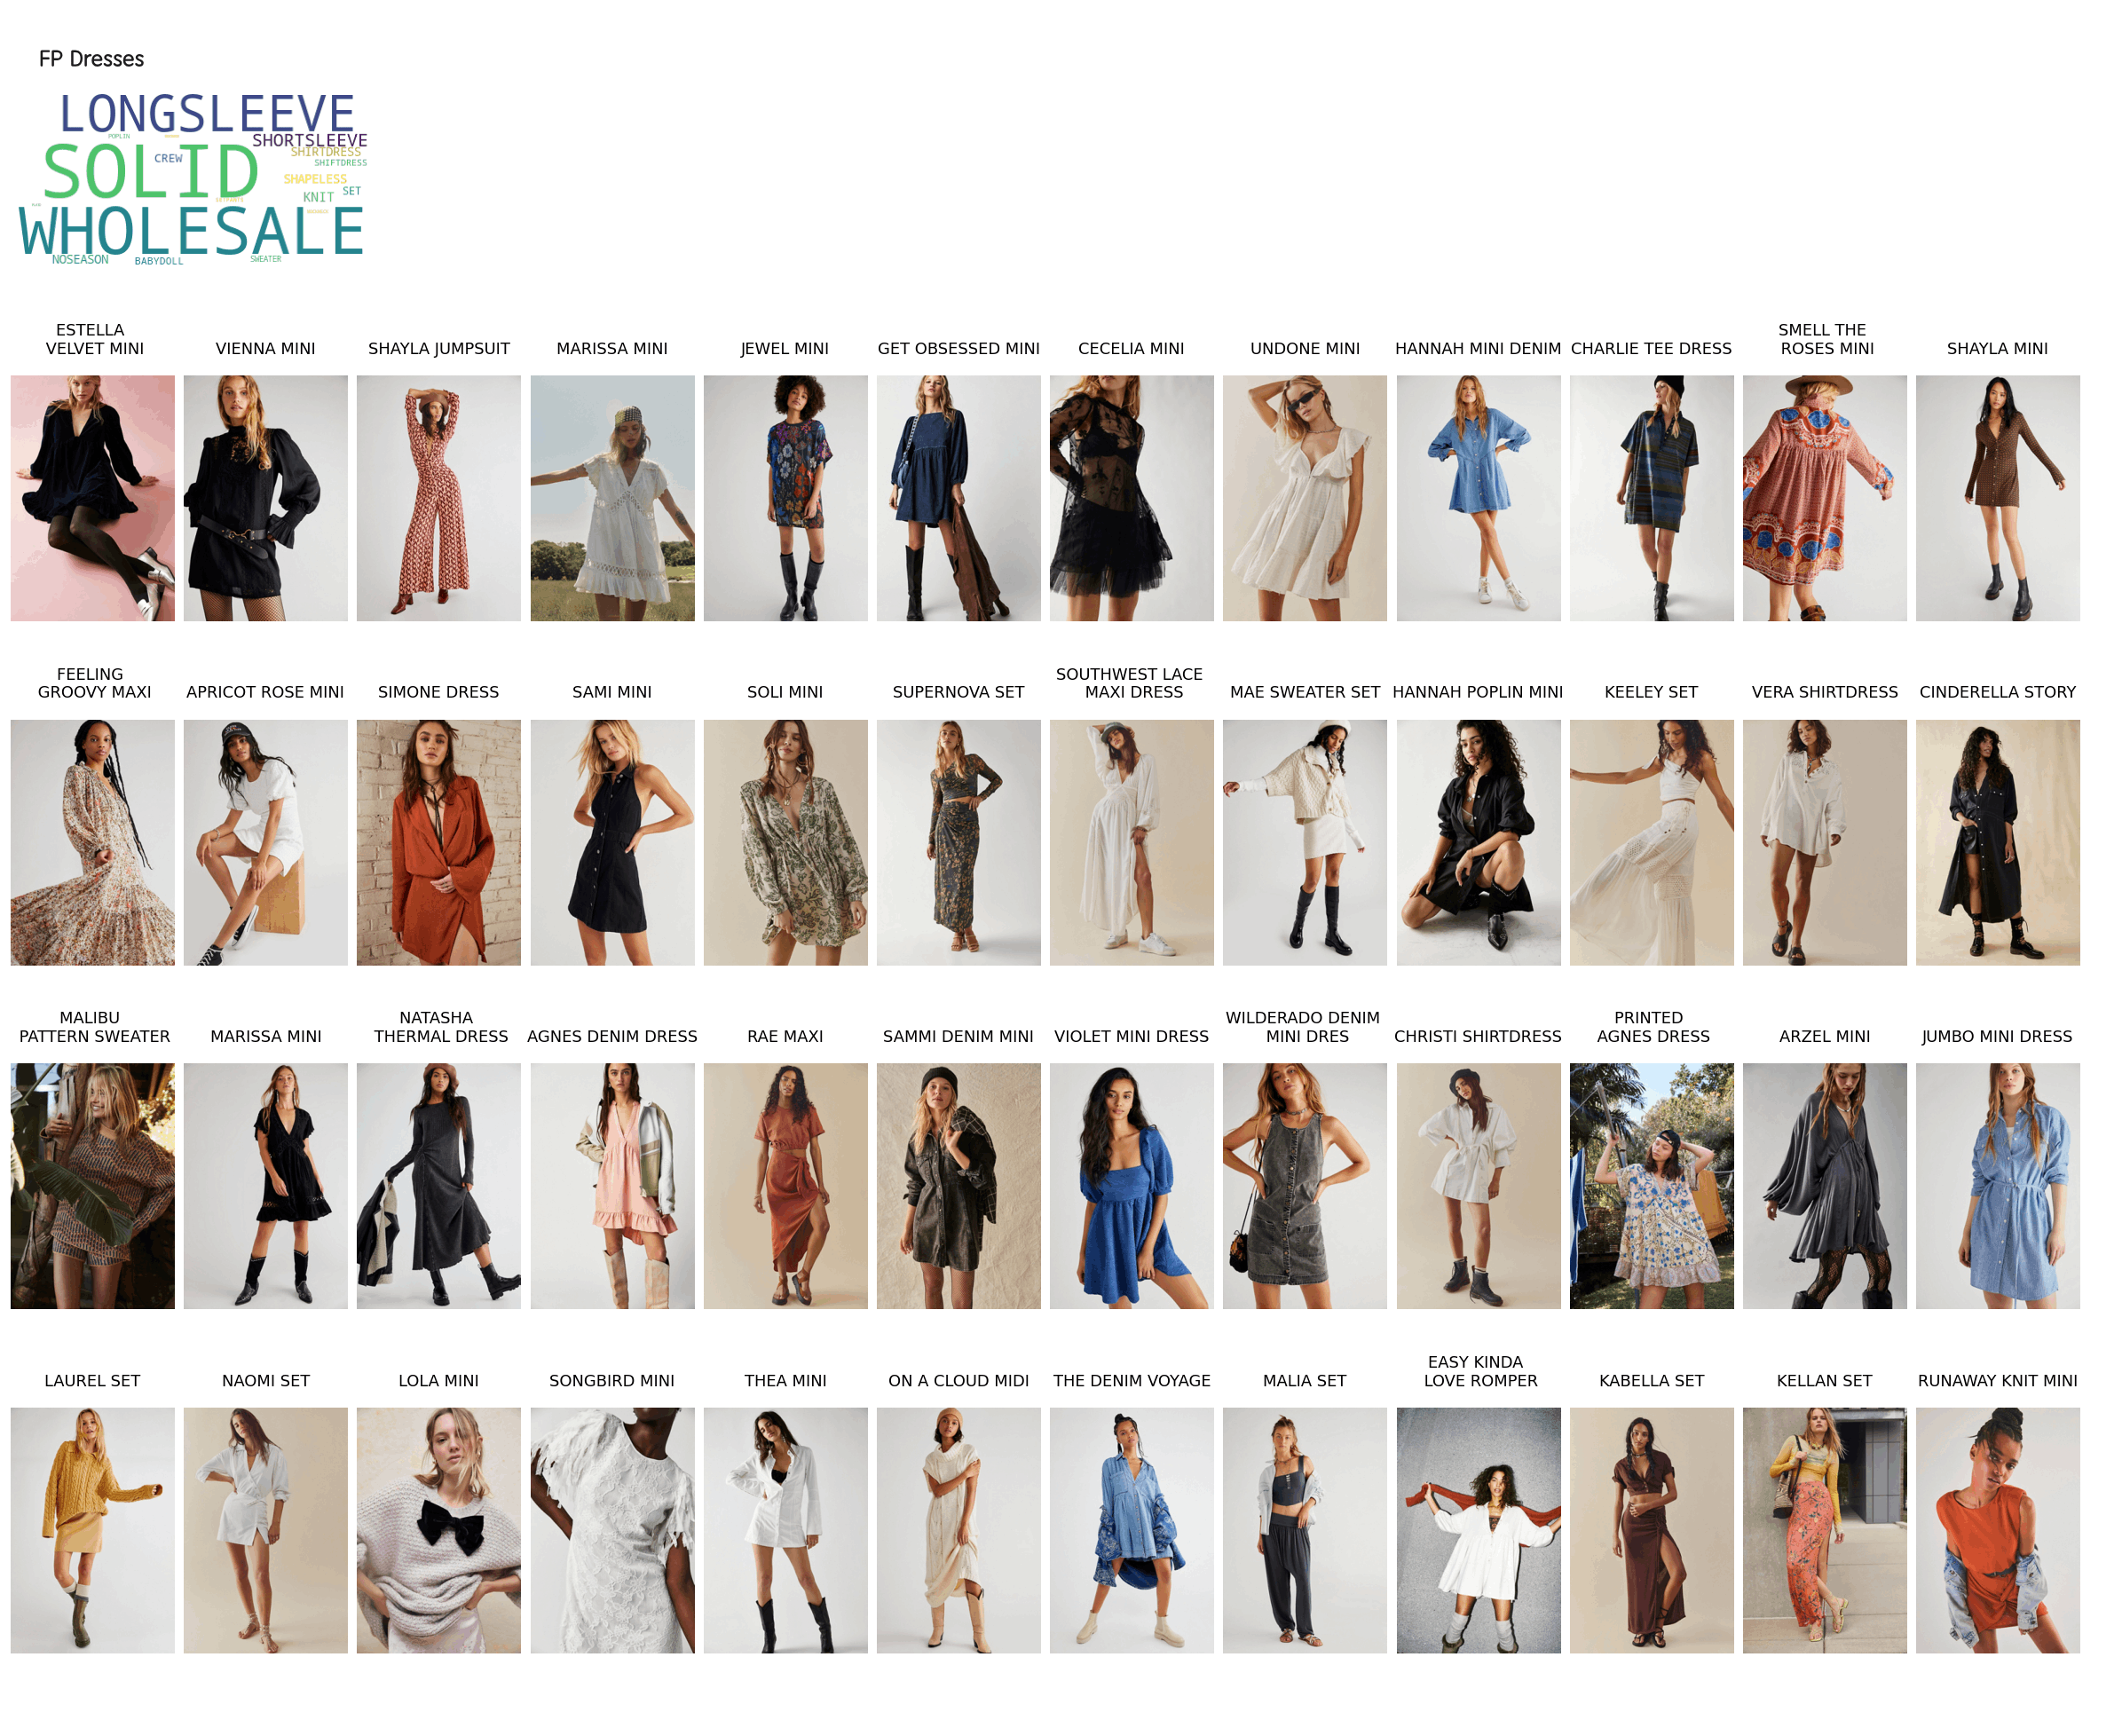 FP Dresses
LONGSLEEVE
POPLIN
SHORTSLEEVE
SOLID
CREW
SHIRTDRESS
SHIFTDRESS
SHAPELESS
SET
KNIT
WHOLESALE
NOSEASON
BABYDOLL
SWEATER
ESTELLA
VELVET MINI
VIENNA MINI
SHAYLA JUMPSUIT
MARISSA MINI
JEWEL MINI
GET OBSESSED MINI
CECELIA MINI
UNDONE MINI
HANNAH MINI DENIM
CHARLIE TEE DRESS
SMELL THE
ROSES MINI
SHAYLA MINI
FEELING
GROOVY MAXI
APRICOT ROSE MINI
SIMONE DRESS
SAMI MINI
SOLI MINI
SUPERNOVA SET
SOUTHWEST LACE
MAXI DRESS
MAE SWEATER SET
HANNAH POPLIN MINI
KEELEY SET
VERA SHIRTDRESS
CINDERELLA STORY
MALIBU
PATTERN SWEATER
MARISSA MINI
NATASHA
THERMAL DRESS
AGNES DENIM DRESS
RAE MAXI
SAMMI DENIM MINI
VIOLET MINI DRESS
WILDERADO DENIM
MINI DRES
CHRISTI SHIRTDRESS
PRINTED
AGNES DRESS
ARZEL MINI
JUMBO MINI DRESS
LAUREL SET
NAOMI SET
LOLA MINI
SONGBIRD MINI
THEA MINI
ON A CLOUD MIDI
THE DENIM VOYAGE
MALIA SET
EASY KINDA
LOVE ROMPER
KABELLA SET
KELLAN SET
RUNAWAY KNIT MINI